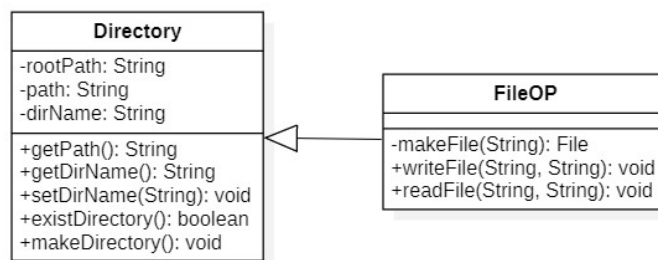 Directory
-rootPath: String
-path: String
-dirName: String
+getPath(): String
+getDirName(): String
+setDirName(String): void
+existDirectory(): boolean
+makeDirectory(): void
FileOP
-makeFile(String): File
+writeFile(String, String): void
+readFile(String, String): void